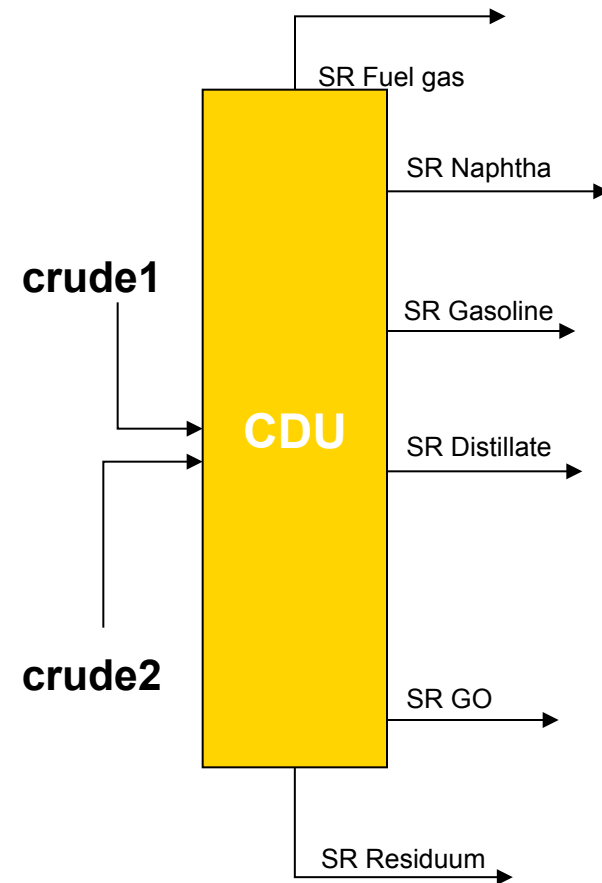 SR Fuel gas
SR Naphtha
crude1
SR Gasoline
CDU
SR Distillate
crude2
SR GO
SR Residuum